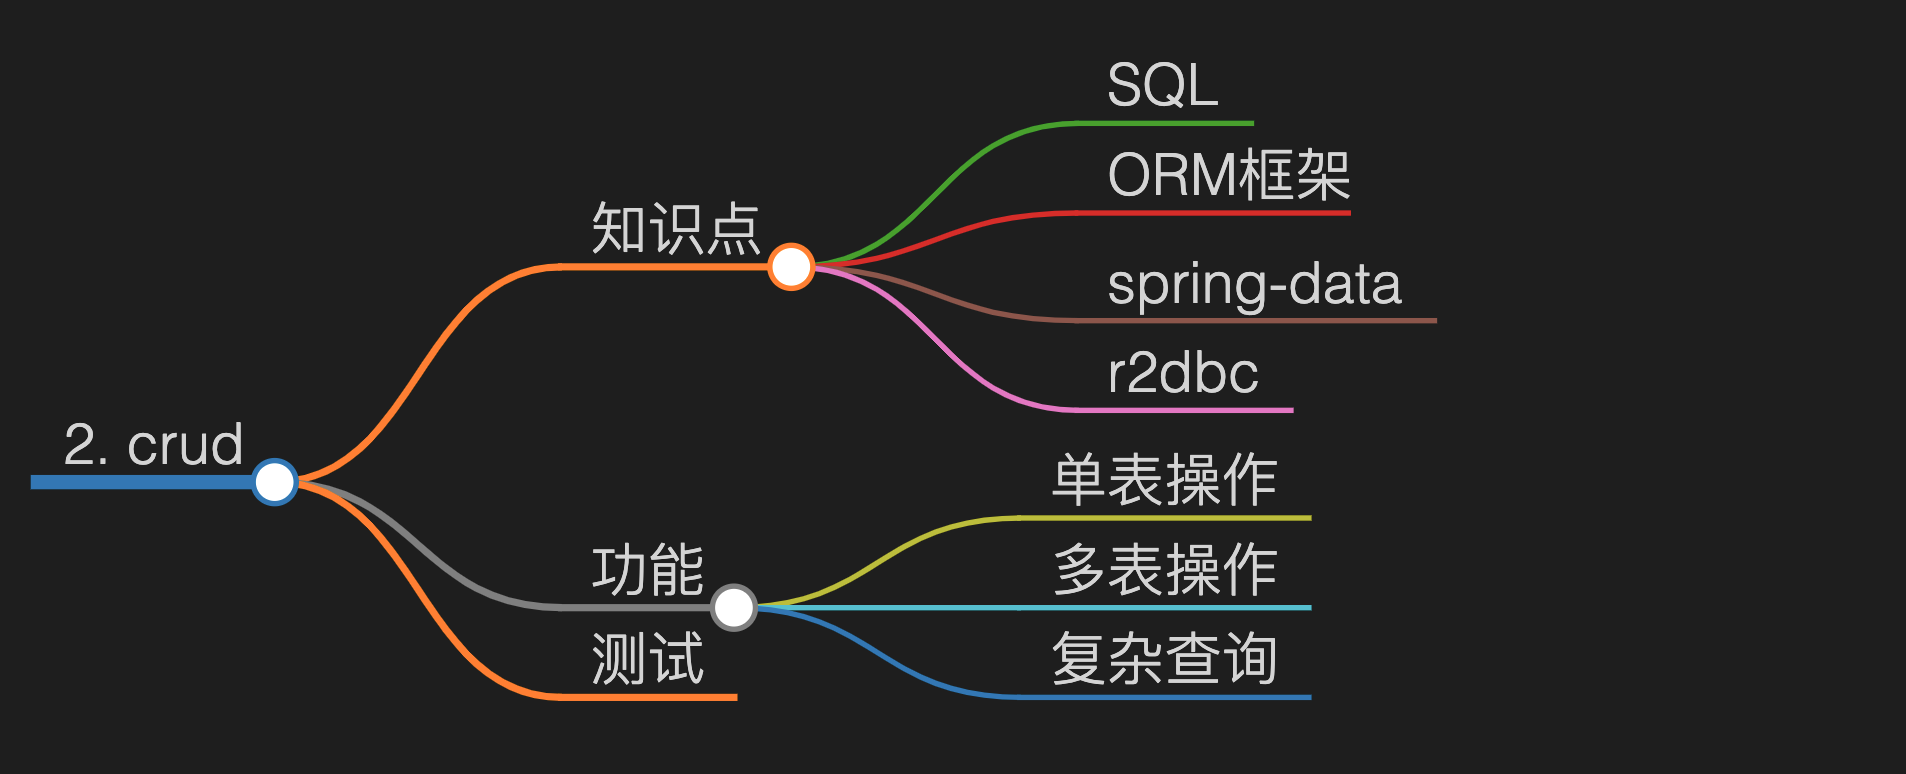 2. crud
知识点
SQL
ORM框架
spring-data
r2dbc
功能
单表操作
多表操作
复杂查询
测试